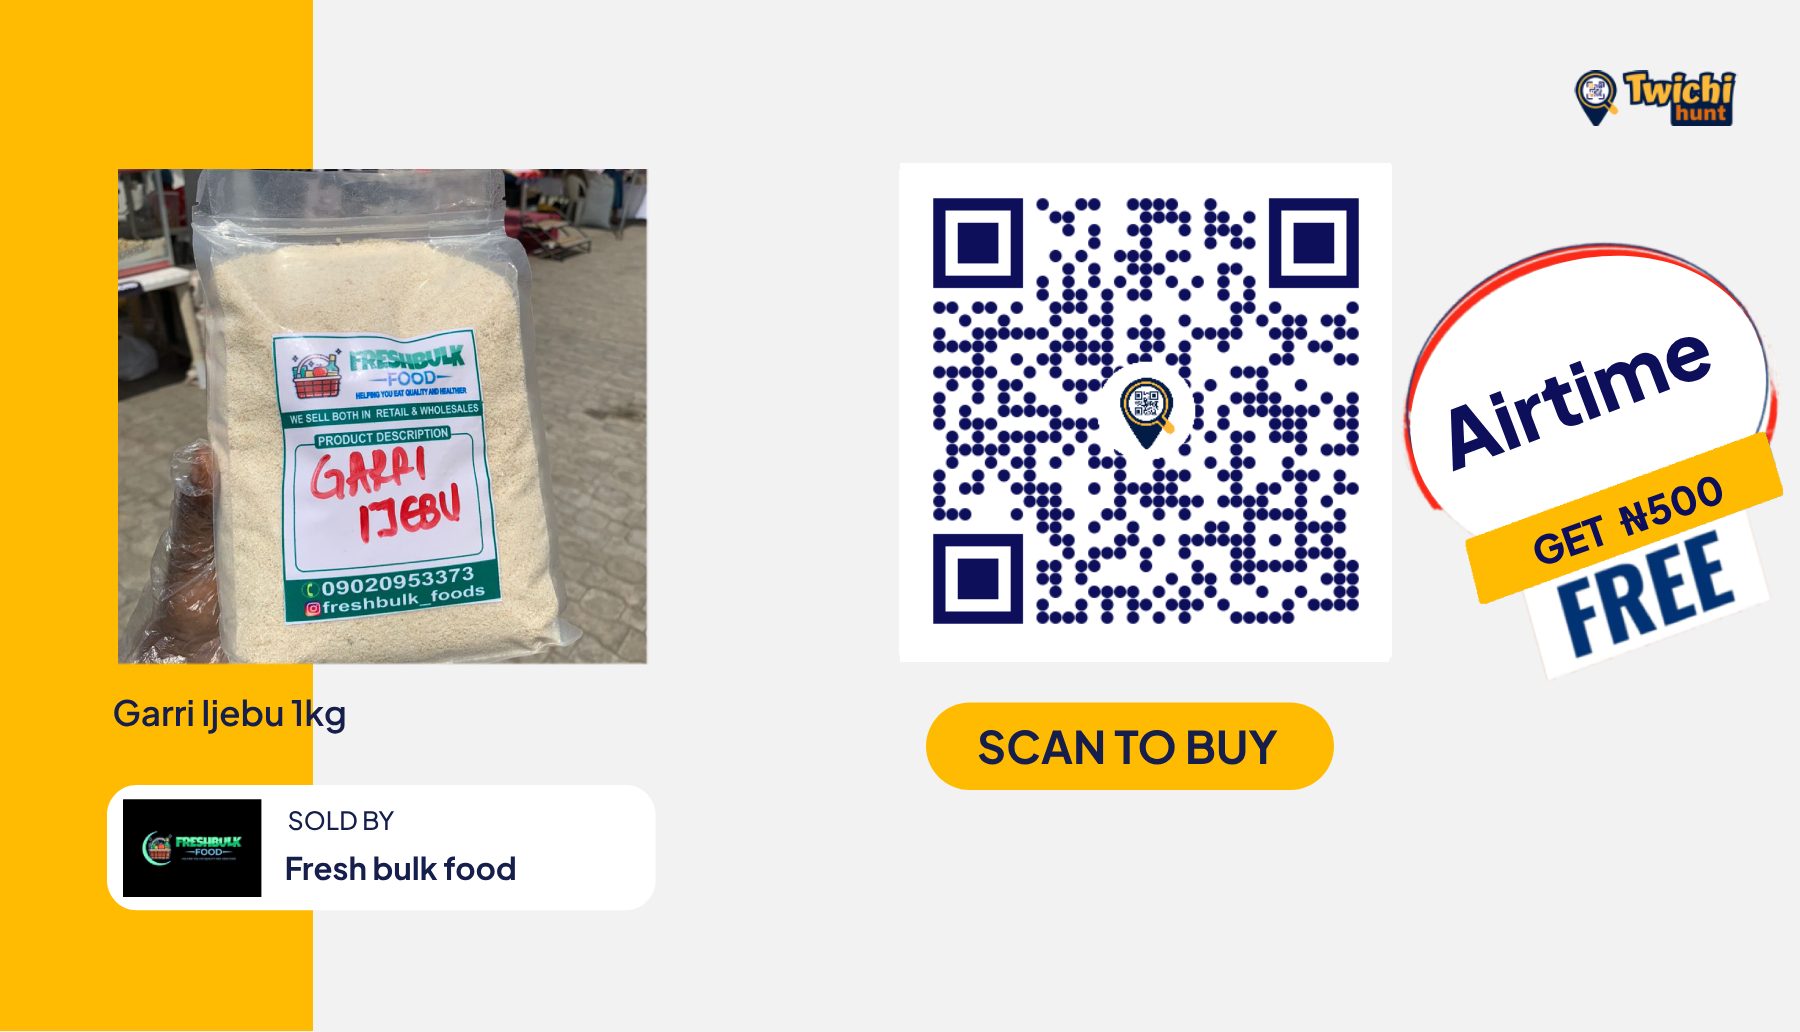 Twichi
hunt
FRESHBULK
FOOD
HELPING YOU EAT QUALITY AND HEALTHIER
WE SELL BOTH IN RETAIL & WHOLESALES
PRODUCT DESCRIPTION
GARRI
IJEBU
09020953373
freshbulk_foods
Garri Ijebu 1kg
SOLD BY
Fresh bulk food
FRESHBULK
FOOD
SCAN TO BUY
Airtime
GET ₦500
FREE